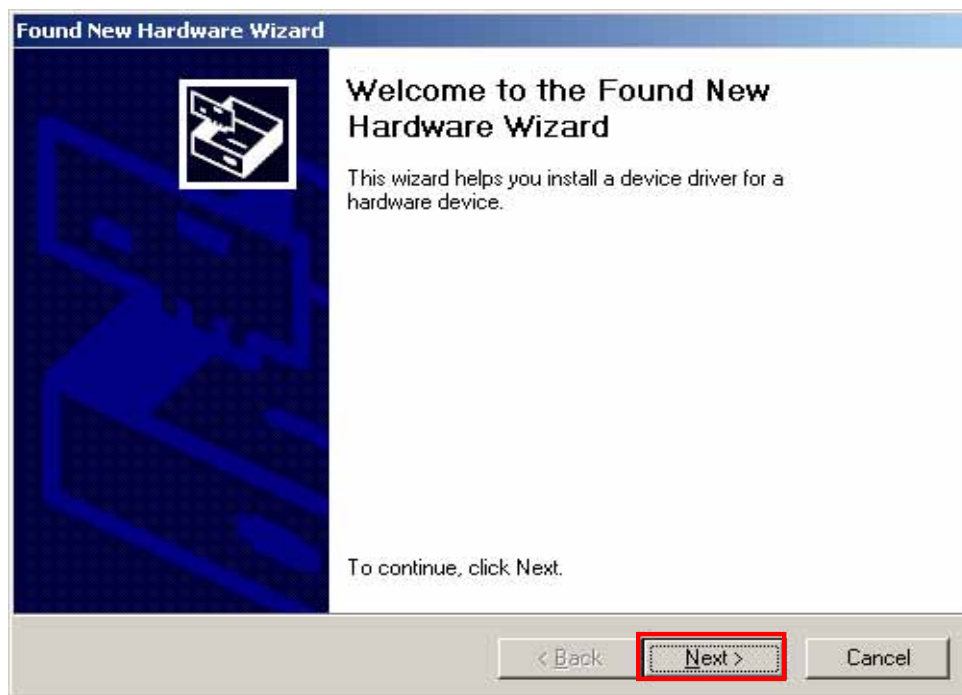 Found New Hardware Wizard
Welcome to the Found New
Hardware Wizard
This wizard helps you install a device driver for a
hardware device.
To continue, click Next.
< Back
Next >
Cancel